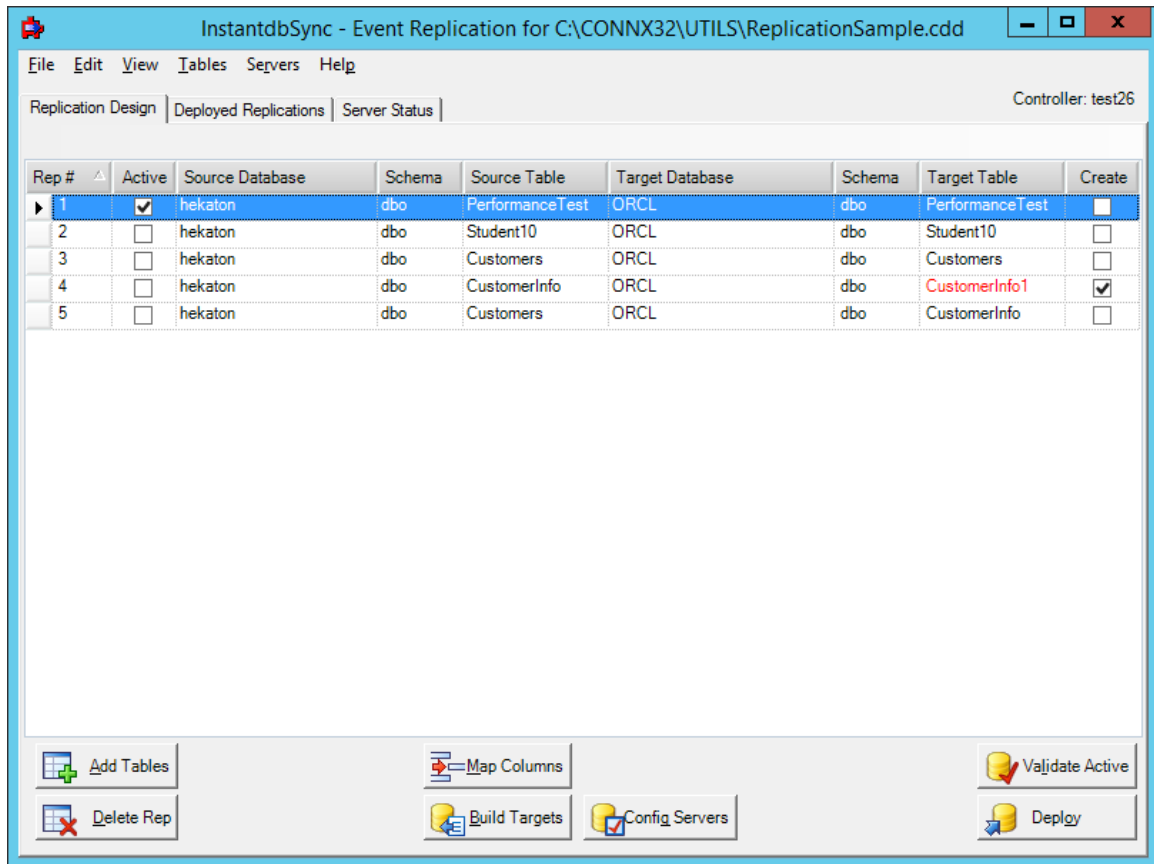 InstantdbSync - Event Replication for C:\CONNX32\UTILS\ReplicationSample.cdd
File Edit View Tables Servers Help
Controller: test26
Replication Design Deployed Replications Server Status
Rep # Active Source Database Schema Source Table Target Database Schema Target Table Create
1 hekaton dbo PerformanceTest ORCL dbo PerformanceTest
2 hekaton dbo Student10 ORCL dbo Student10
3 hekaton dbo Customers ORCL dbo Customers
4 hekaton dbo CustomerInfo ORCL dbo CustomerInfo1
5 hekaton dbo Customers ORCL dbo CustomerInfo
Add Tables Map Columns Validate Active
Delete Rep Build Targets Config Servers Deploy